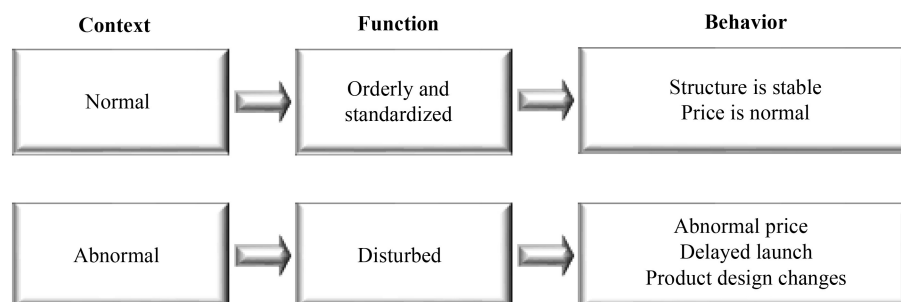 Context Function Behavior
Normal
Orderly and
standardized
Structure is stable
Price is normal
Abnormal
Disturbed
Abnormal price
Delayed launch
Product design changes